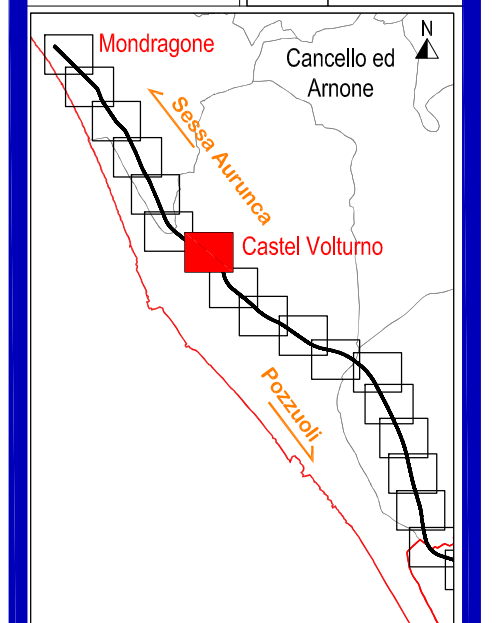 N
Mondragone
Cancello ed
Arnone
Sessa Aurunca
Castel Volturno
Pozzuoli